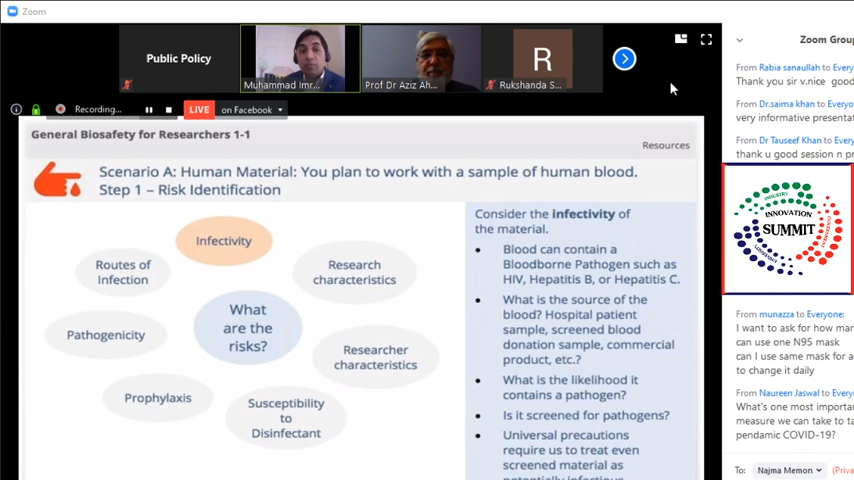 Zoom
Public Policy
Muhammad Imr...
Prof Dr Aziz Ah...
R
Rukshanda S...
Recording...
LIVE
on Facebook
General Biosafety for Researchers 1-1
Resources
Scenario A: Human Material: You plan to work with a sample of human blood.
Step 1 – Risk Identification
Infectivity
Routes of
Infection
Research
characteristics
What
are the
risks?
Pathogenicity
Researcher
characteristics
Prophylaxis
Susceptibility
to
Disinfectant
Consider the infectivity of
the material.
• Blood can contain a
Bloodborne Pathogen such as
HIV, Hepatitis B, or Hepatitis C.
• What is the source of the
blood? Hospital patient
sample, screened blood
donation sample, commercial
product, etc.?
• What is the likelihood it
contains a pathogen?
• Is it screened for pathogens?
• Universal precautions
require us to treat even
screened material as
potentially infectious
Zoom Group
From Rabia sanaullah to Every
Thank you sir v.nice good
From Dr.saima khan to Everyo
very informative presentat
From Dr Tauseef Khan to Ever
thank u good session n pr
INDUSTRY
INNOVATION
SUMMIT
From munazza to Everyone:
I want to ask for how man
can use one N95 mask
can I use same mask for a
to change it daily
From Naureen Jaswal to Every
What's one most importan
measure we can take to ta
pendamic COVID-19?
To:
Najma Memon
(Priva